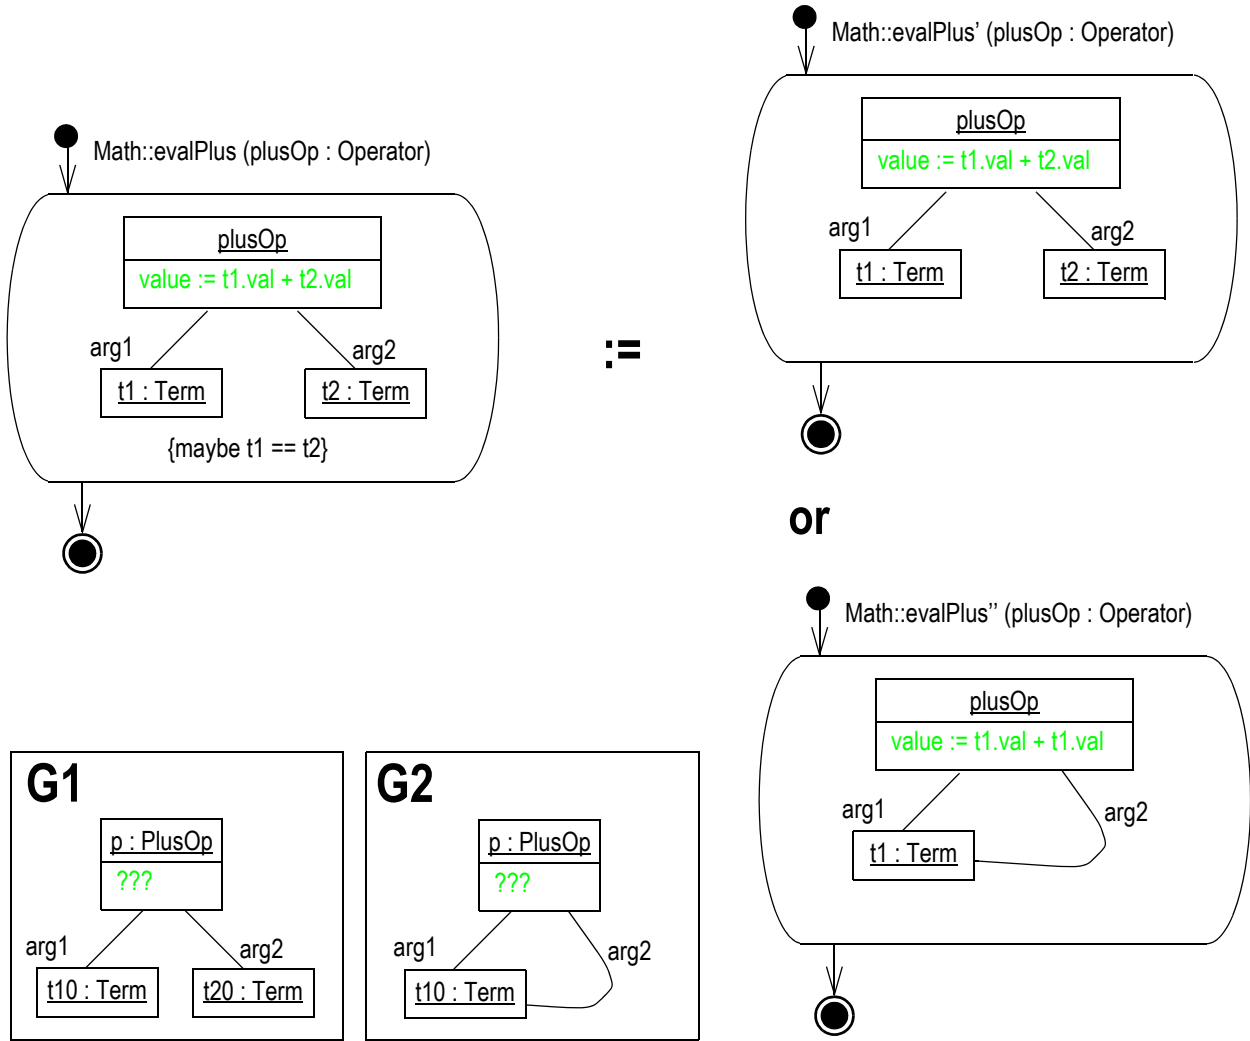 Math::evalPlus (plusOp : Operator)
plusOp
value := t1.val + t2.val
arg1
arg2
t1 : Term
t2 : Term
{maybe t1 == t2}
:=
Math::evalPlus’ (plusOp : Operator)
plusOp
value := t1.val + t2.val
arg1
arg2
t1 : Term
t2 : Term
or
Math::evalPlus’’ (plusOp : Operator)
plusOp
value := t1.val + t1.val
arg1
arg2
t1 : Term
G1
p : PlusOp
???
arg1
arg2
t10 : Term
t20 : Term
G2
p : PlusOp
???
arg1
arg2
t10 : Term